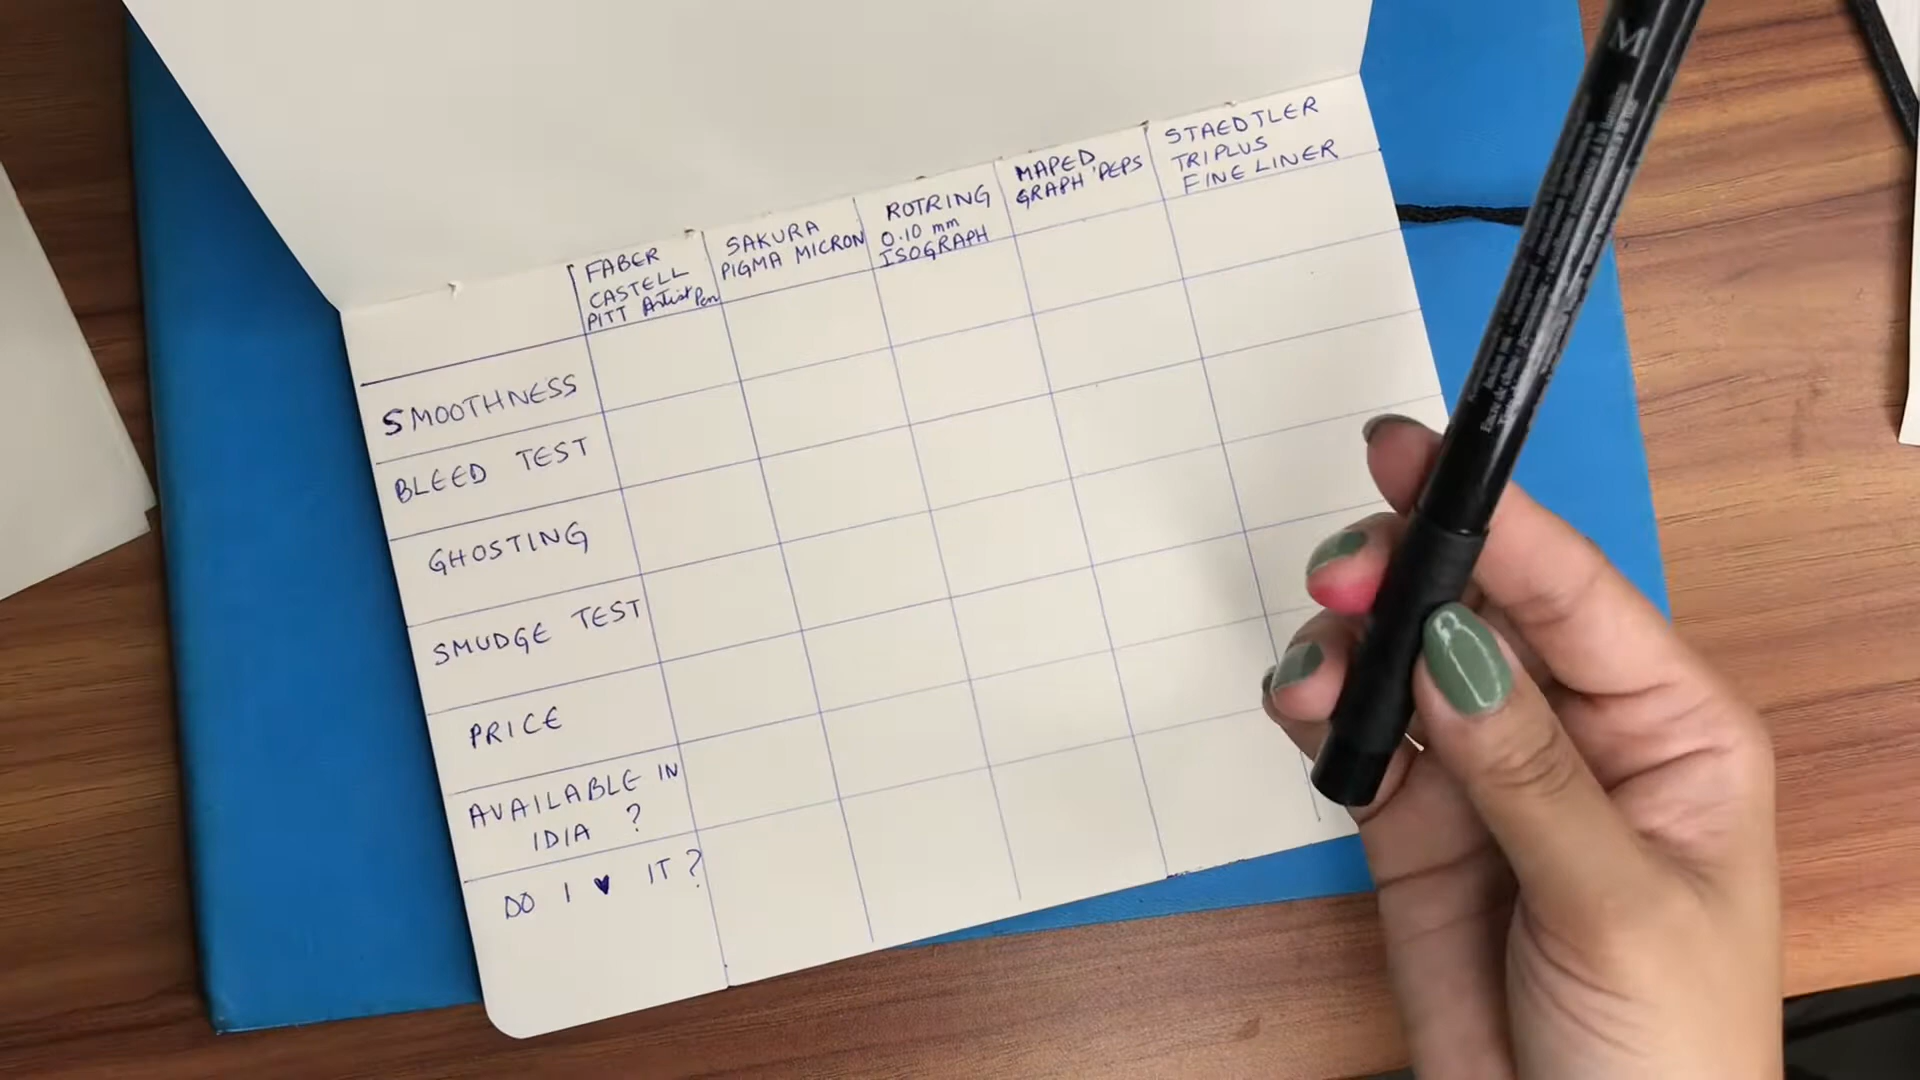 FABER
CASTELL
PITT Artist Pen
SAKURA
PIGMA MICRON
ROTRING
0.10 mm
ISOGRAPH
MAPED
GRAPH'PEPS
STAEDTLER
TRIPLUS
FINE LINER
SMOOTHNESS
BLEED TEST
GHOSTING
SMUDGE TEST
PRICE
AVAILABLE IN
IDIA ?
DO I ♥ IT ?
M